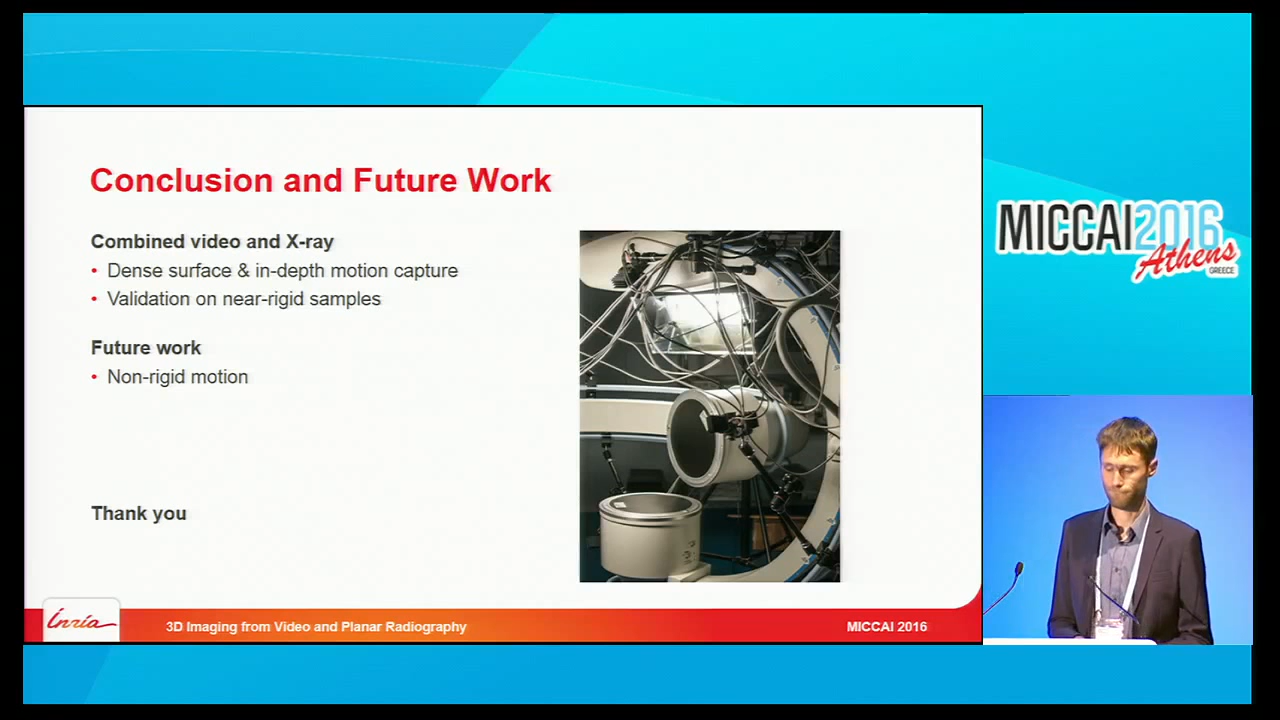 Conclusion and Future Work
Combined video and X-ray
• Dense surface & in-depth motion capture
• Validation on near-rigid samples
Future work
• Non-rigid motion
Thank you
Inria
3D Imaging from Video and Planar Radiography
MICCAI 2016
MICCAI2016
Athens
GREECE